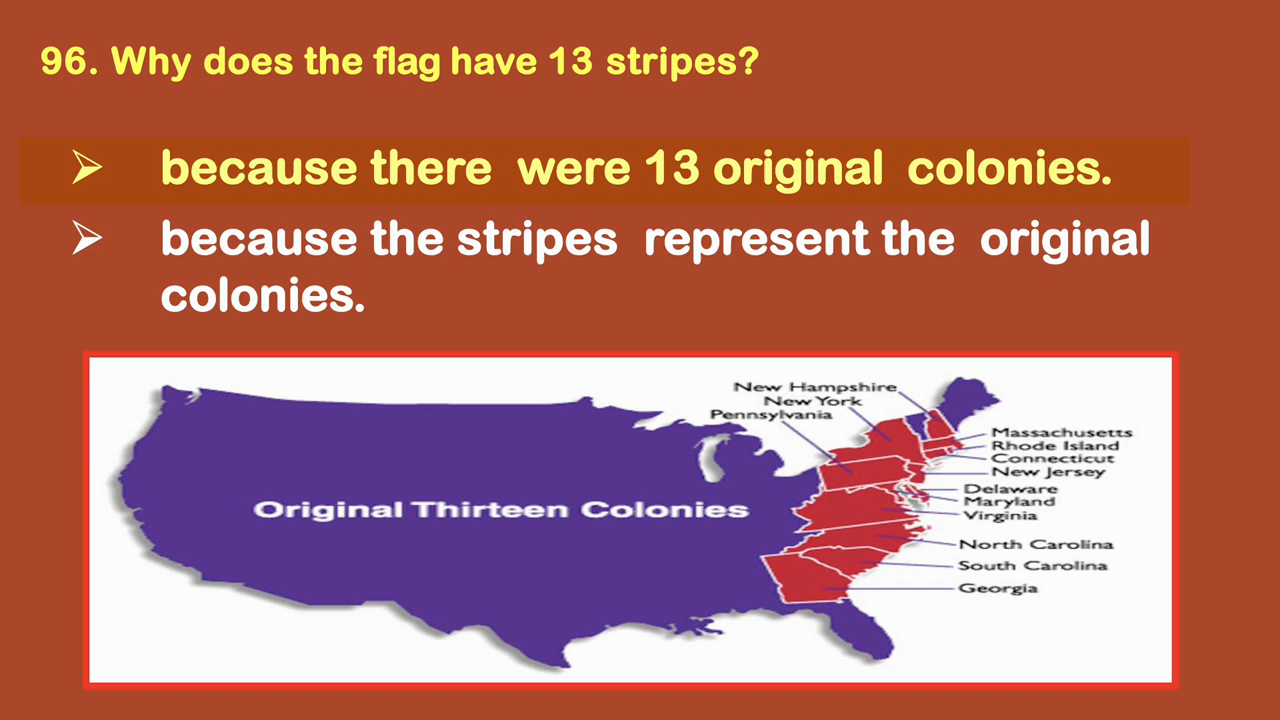 96. Why does the flag have 13 stripes?
➢ because there were 13 original colonies.
➢ because the stripes represent the original
colonies.
New Hampshire
New York
Pennsylvania
Massachusetts
Rhode Island
Connecticut
New Jersey
Delaware
Maryland
Virginia
Original Thirteen Colonies
North Carolina
South Carolina
Georgia